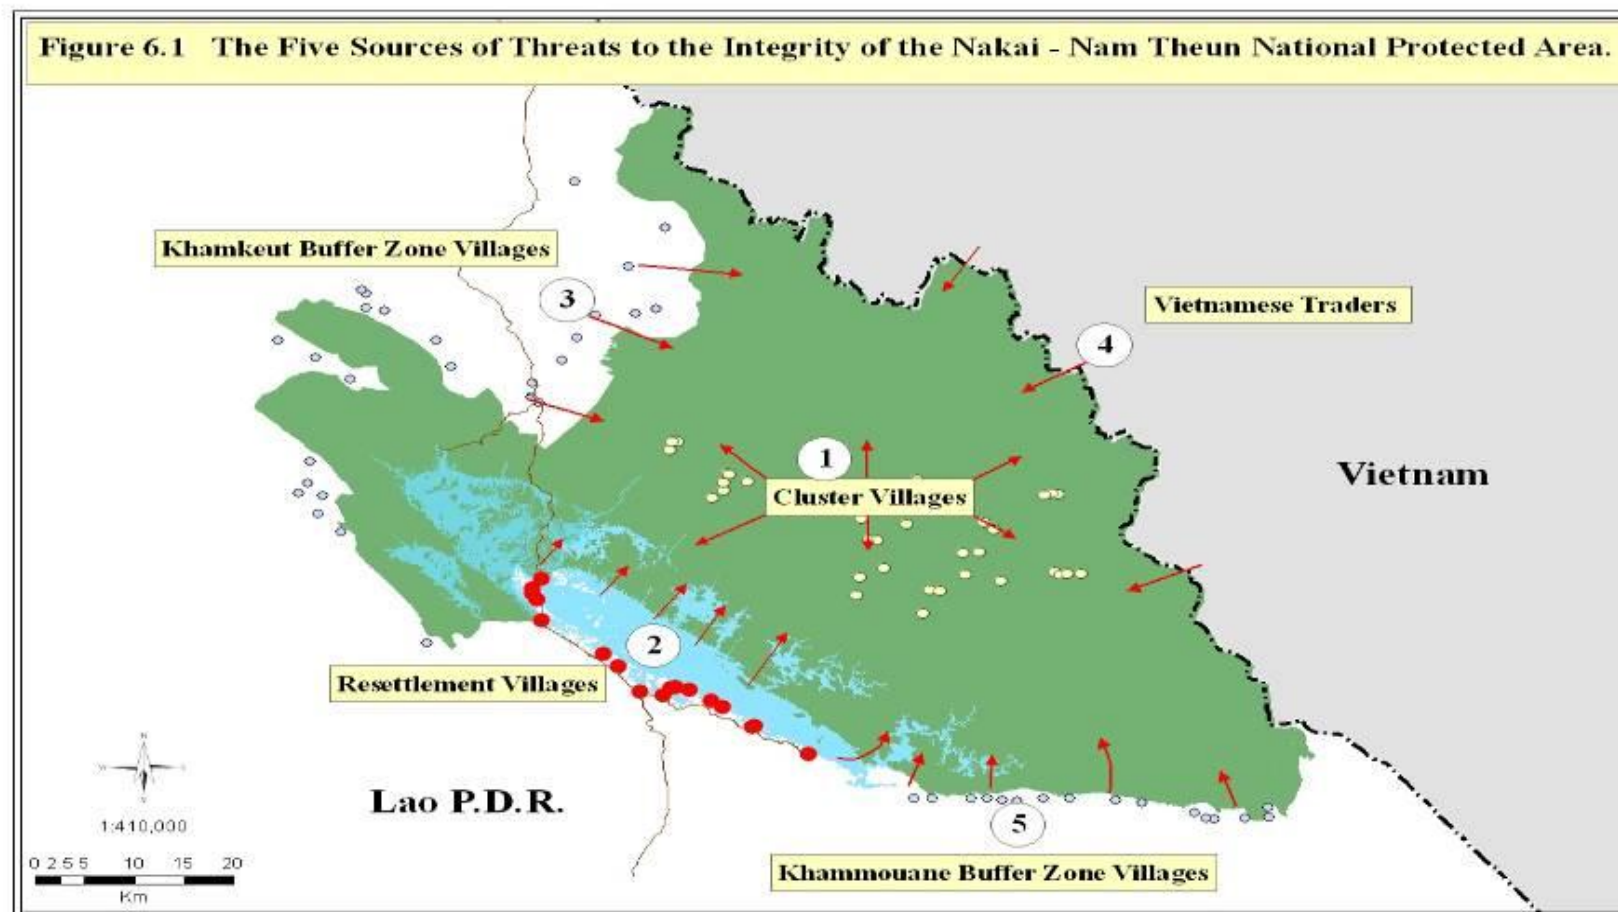 Figure 6.1 The Five Sources of Threats to the Integrity of the Nakai - Nam Theun National Protected Area.
Khamkeut Buffer Zone Villages
3
Vietnamese Traders
4
1
Cluster Villages
Vietnam
2
Resettlement Villages
N
W
S
Lao P.D.R.
1:410,000
5
0 2.5 5 10 15 20
Km
Khammouane Buffer Zone Villages